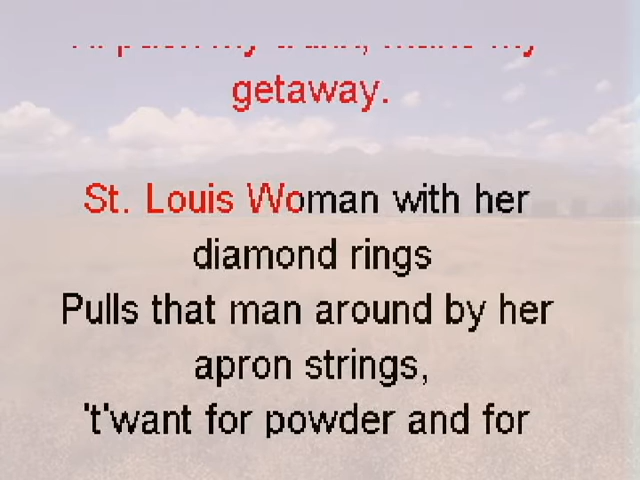 my
getaway.
St. Louis Woman with her
diamond rings
Pulls that man around by her
apron strings,
't'want for powder and for